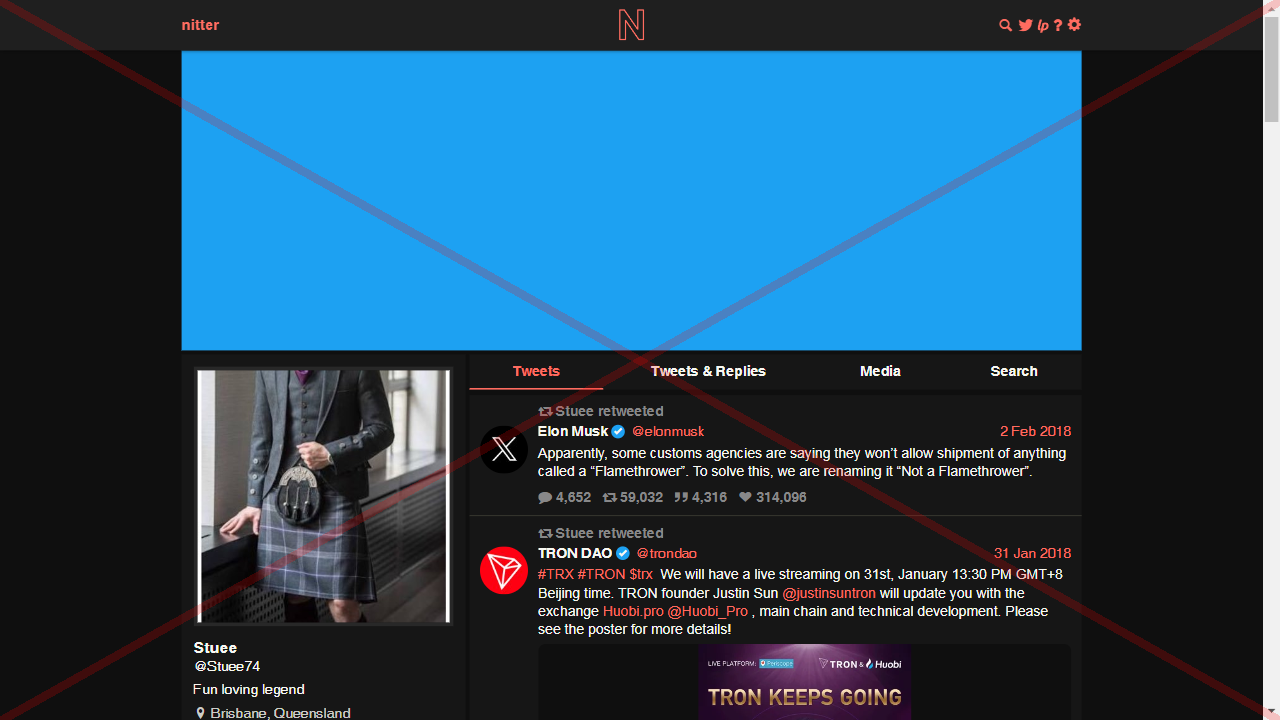 nitter
N
lp ?
Tweets
Tweets & Replies
Media
Search
Stuee retweeted
Elon Musk @elonmusk 2 Feb 2018
Apparently, some customs agencies are saying they won’t allow shipment of anything
called a “Flamethrower”. To solve this, we are renaming it “Not a Flamethrower”.
4,652 59,032 4,316 314,096
Stuee retweeted
TRON DAO @trondao 31 Jan 2018
#TRX #TRON $trx We will have a live streaming on 31st, January 13:30 PM GMT+8
Beijing time. TRON founder Justin Sun @justinsuntron will update you with the
exchange Huobi.pro @Huobi_Pro , main chain and technical development. Please
see the poster for more details!
LIVE PLATFORM: Periscope TRON & Huobi
TRON KEEPS GOING
Stuee
@Stuee74
Fun loving legend
Brisbane, Queensland